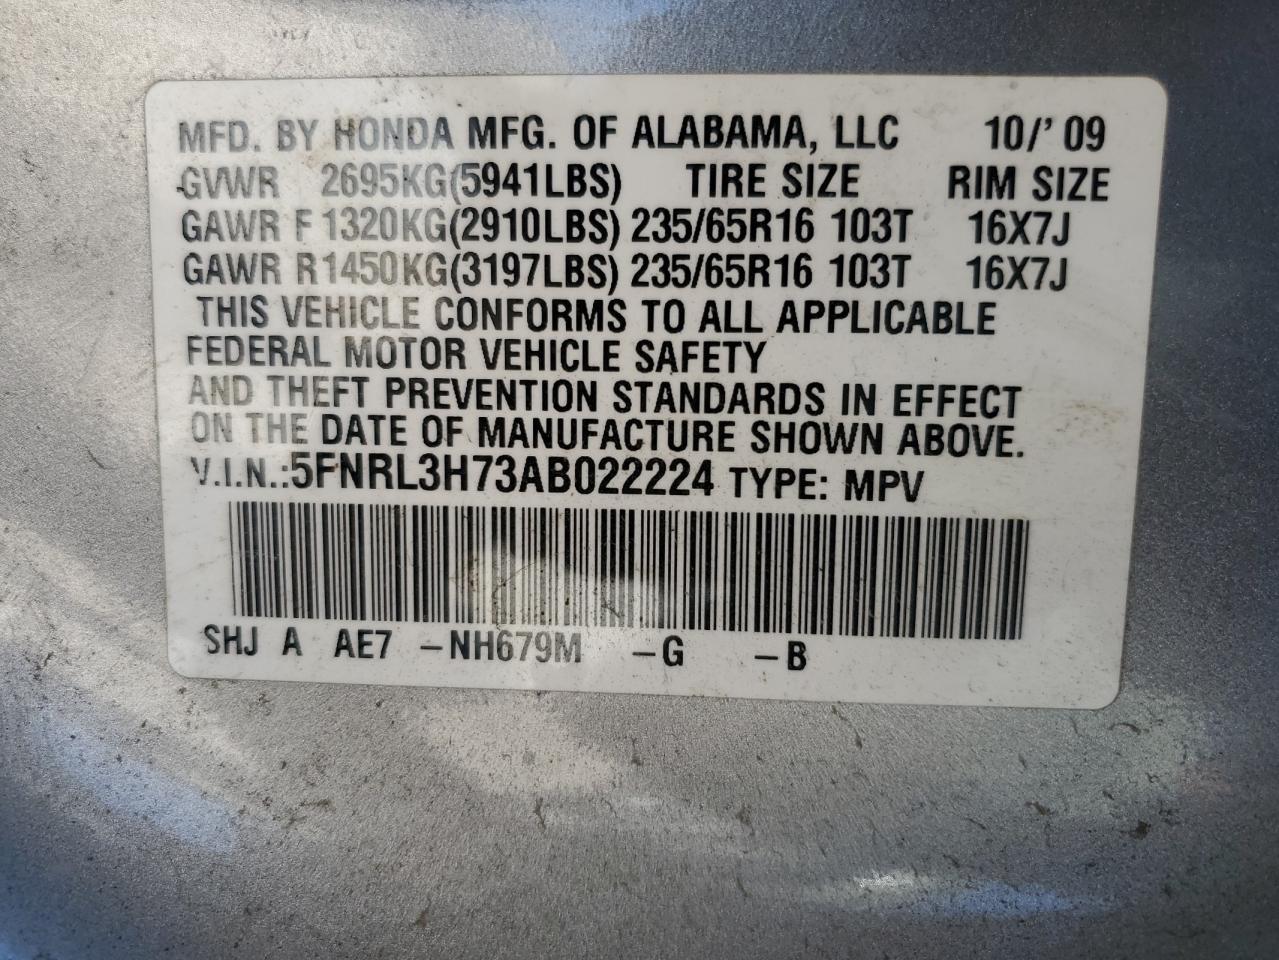 MFD. BY HONDA MFG. OF ALABAMA, LLC 10/' 09
GVWR 2695KG(5941LBS) TIRE SIZE RIM SIZE
GAWR F 1320KG(2910LBS) 235/65R16 103T 16X7J
GAWR R1450KG(3197LBS) 235/65R16 103T 16X7J
THIS VEHICLE CONFORMS TO ALL APPLICABLE
FEDERAL MOTOR VEHICLE SAFETY
AND THEFT PREVENTION STANDARDS IN EFFECT
ON THE DATE OF MANUFACTURE SHOWN ABOVE.
V.I.N.:5FNRL3H73AB022224 TYPE: MPV
SHJ A AE7 -NH679M -G -B